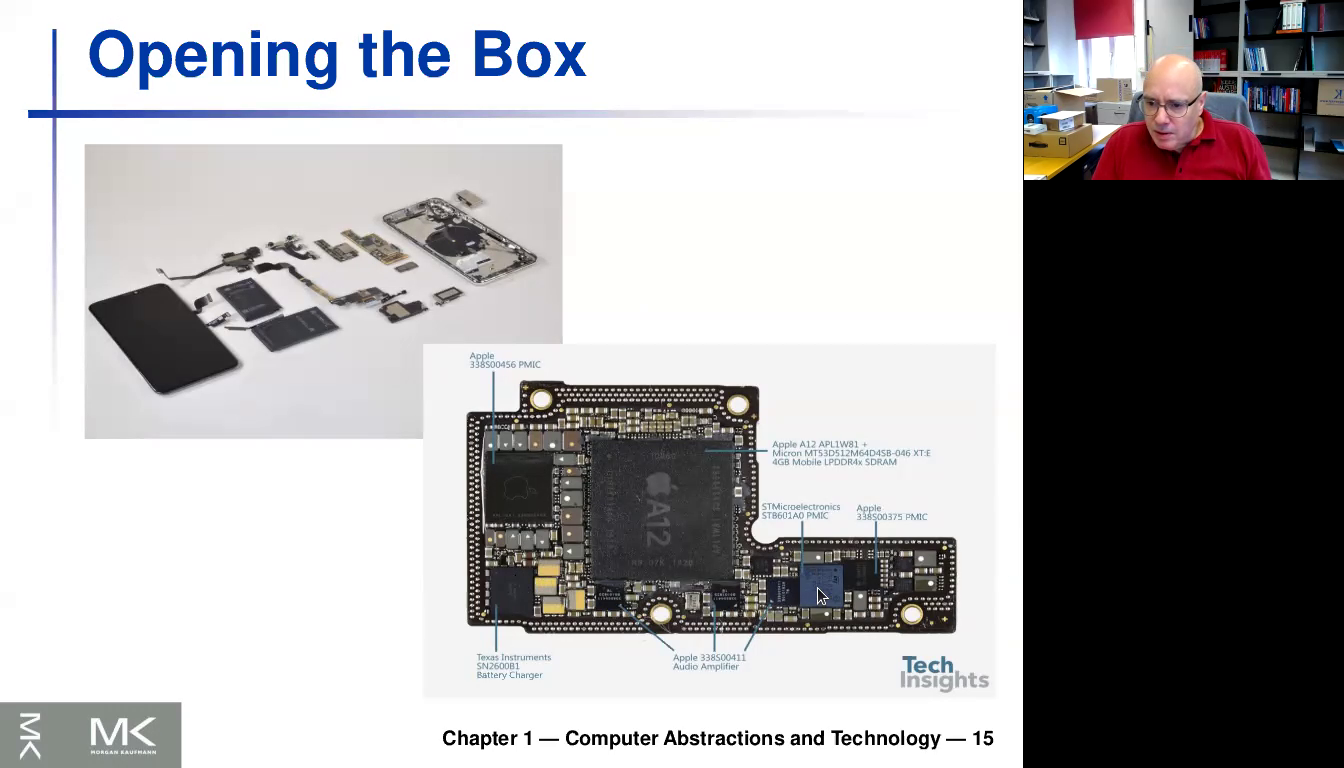 Opening the Box
Apple
338S00456 PMIC
Apple A12 APL1W81 +
Micron MT53D512M64D4SB-046 XT:E
4GB Mobile LPDDR4x SDRAM
STMicroelectronics
STB601A0 PMIC
Apple
338S00375 PMIC
A12
Texas Instruments
SN2600B1
Battery Charger
Apple 338S00411
Audio Amplifier
Tech
Insights
MK
MK
MORGAN KAUFMANN
Chapter 1 — Computer Abstractions and Technology — 15